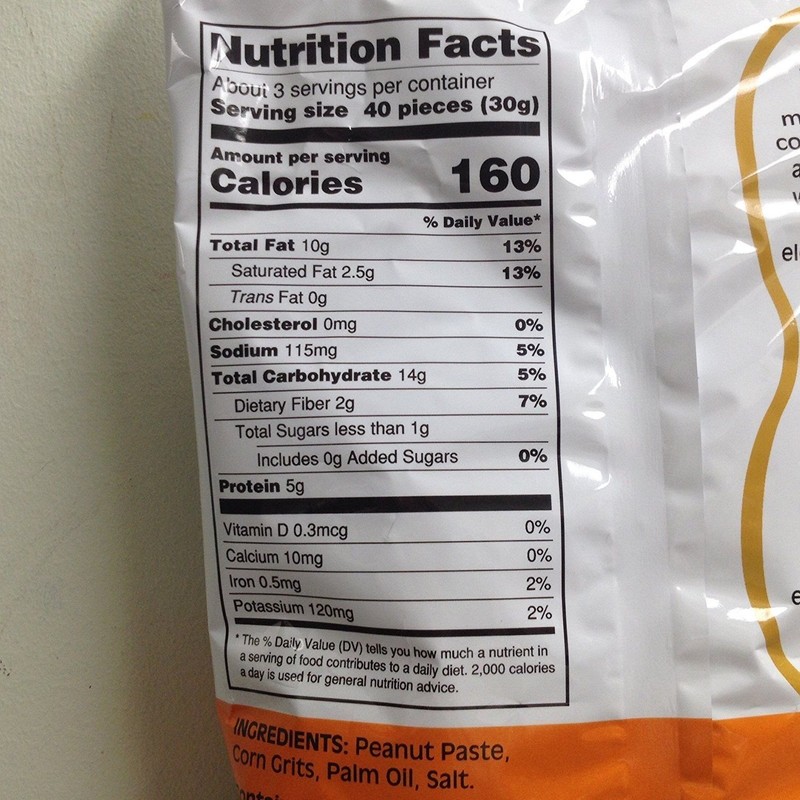 Nutrition Facts
About 3 servings per container
Serving size 40 pieces (30g)
Amount per serving
Calories 160
% Daily Value*
Total Fat 10g 13%
Saturated Fat 2.5g 13%
Trans Fat 0g
Cholesterol 0mg 0%
Sodium 115mg 5%
Total Carbohydrate 14g 5%
Dietary Fiber 2g 7%
Total Sugars less than 1g
Includes 0g Added Sugars 0%
Protein 5g
Vitamin D 0.3mcg 0%
Calcium 10mg 0%
Iron 0.5mg 2%
Potassium 120mg 2%
* The % Daily Value (DV) tells you how much a nutrient in
a serving of food contributes to a daily diet. 2,000 calories
a day is used for general nutrition advice.
INGREDIENTS: Peanut Paste,
Corn Grits, Palm Oil, Salt.